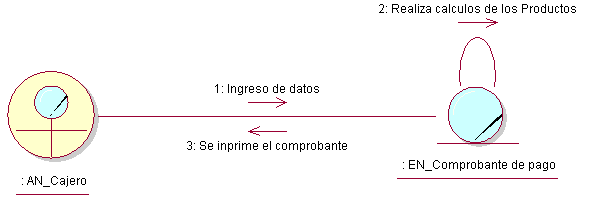 2: Realiza calculos de los Productos
1: Ingreso de datos
3: Se inprime el comprobante
: AN_Cajero
: EN_Comprobante de pago